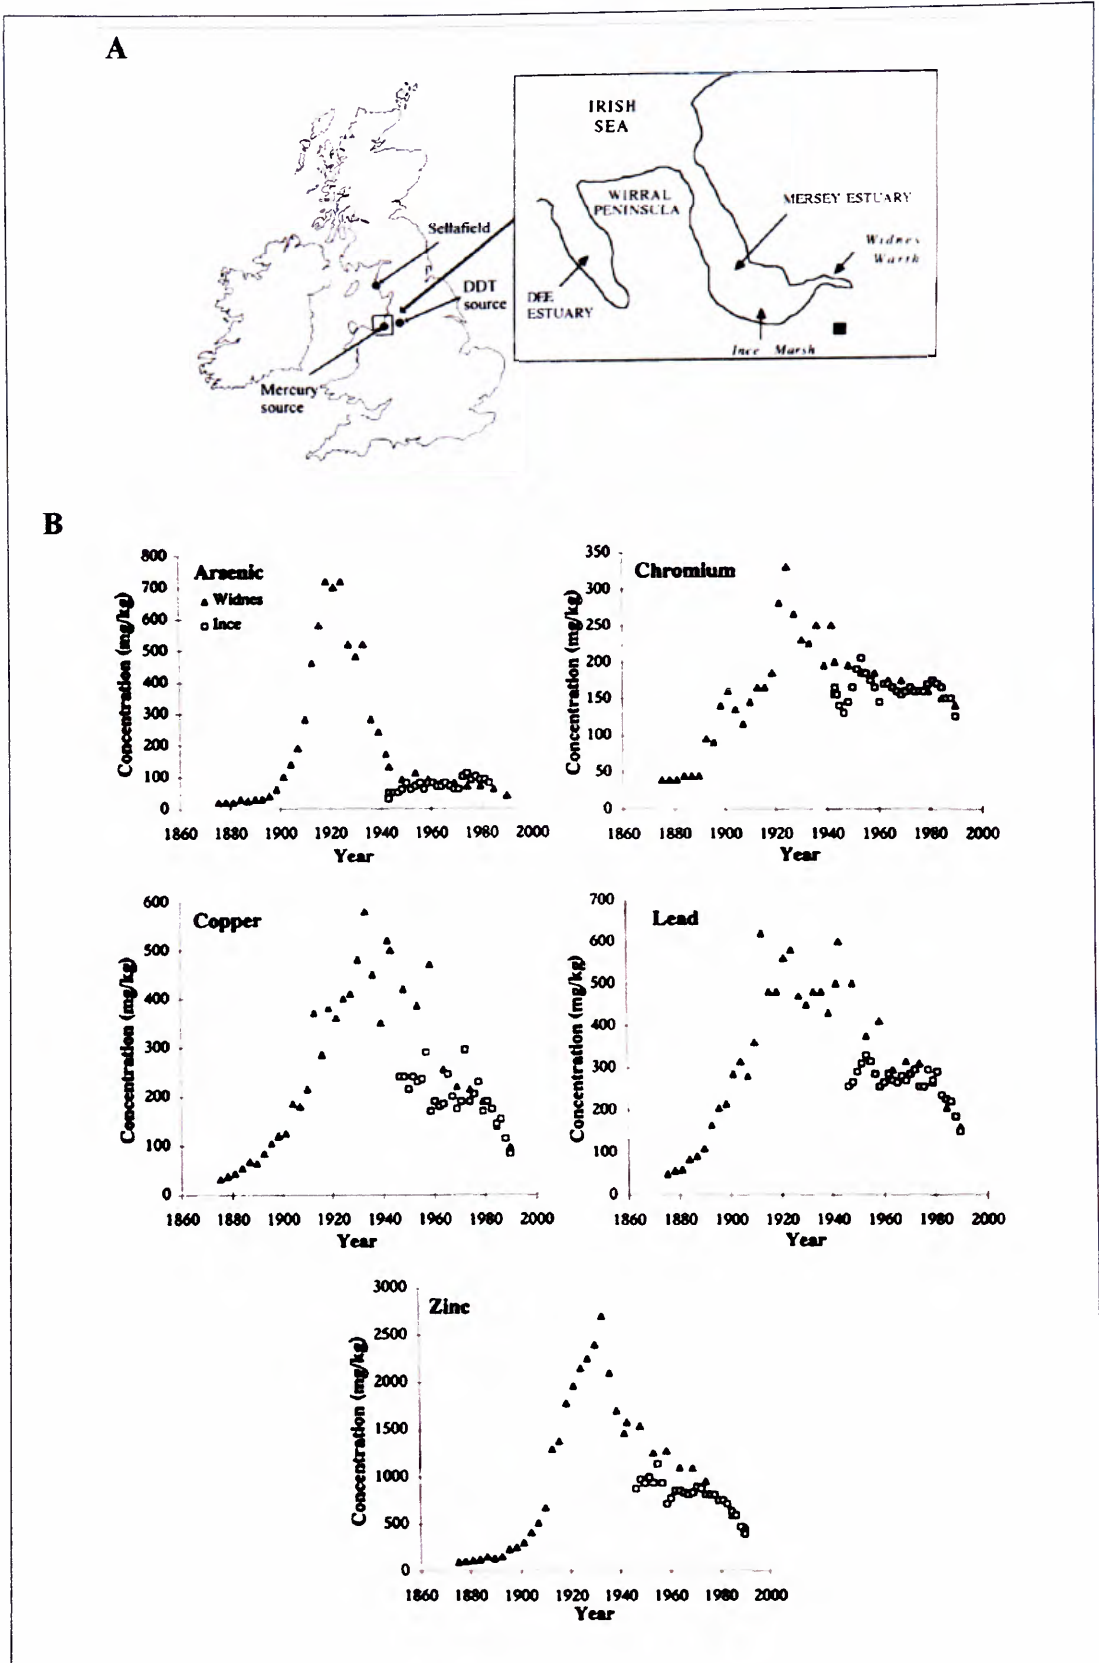 A
IRISH
SEA
WIRRAL
PENINSULA
MERSEY ESTUARY
Widnes
Warth
DEE
ESTUARY
Ince Marsh
Sellafield
DDT
source
Mercury
source
B
Arsenic
Widnes
Ince
Concentration (mg/kg)
800
700
600
500
400
300
200
100
0
1860 1880 1900 1920 1940 1960 1980 2000
Year
Chromium
Concentration (mg/kg)
350
300
250
200
150
100
50
0
1860 1880 1900 1920 1940 1960 1980 2000
Year
Copper
Concentration (mg/kg)
600
500
400
300
200
100
0
1860 1880 1900 1920 1940 1960 1980 2000
Year
Lead
Concentration (mg/kg)
700
600
500
400
300
200
100
0
1860 1880 1900 1920 1940 1960 1980 2000
Year
Zinc
Concentration (mg/kg)
3000
2500
2000
1500
1000
500
0
1860 1880 1900 1920 1940 1960 1980 2000
Year